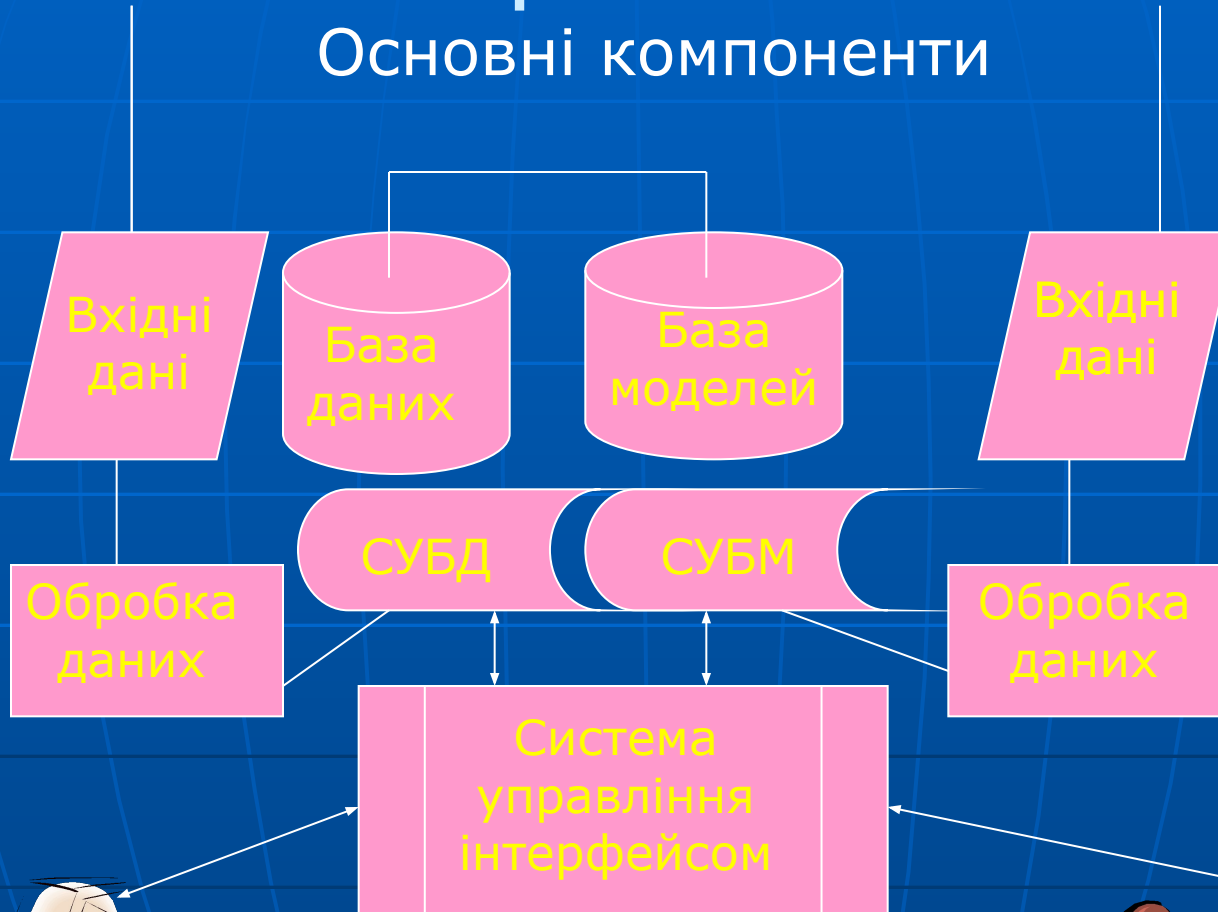 Основні компоненти
Вхідні
дані
База
даних
База
моделей
Вхідні
дані
СУБД
СУБМ
Обробка
даних
Обробка
даних
Система
управління
інтерфейсом